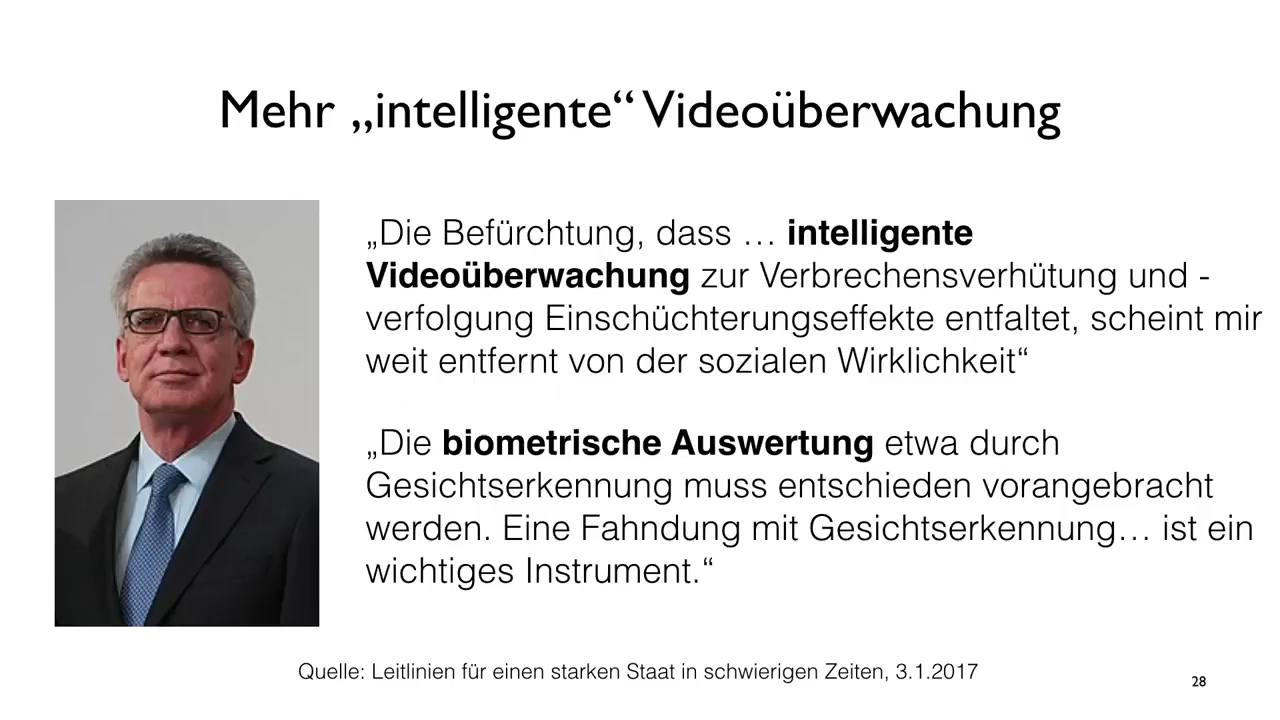 Mehr „intelligente“ Videoüberwachung
„Die Befürchtung, dass … intelligente
Videoüberwachung zur Verbrechensverhütung und -
verfolgung Einschüchterungseffekte entfaltet, scheint mir
weit entfernt von der sozialen Wirklichkeit“
„Die biometrische Auswertung etwa durch
Gesichtserkennung muss entschieden vorangebracht
werden. Eine Fahndung mit Gesichtserkennung… ist ein
wichtiges Instrument.“
Quelle: Leitlinien für einen starken Staat in schwierigen Zeiten, 3.1.2017
28